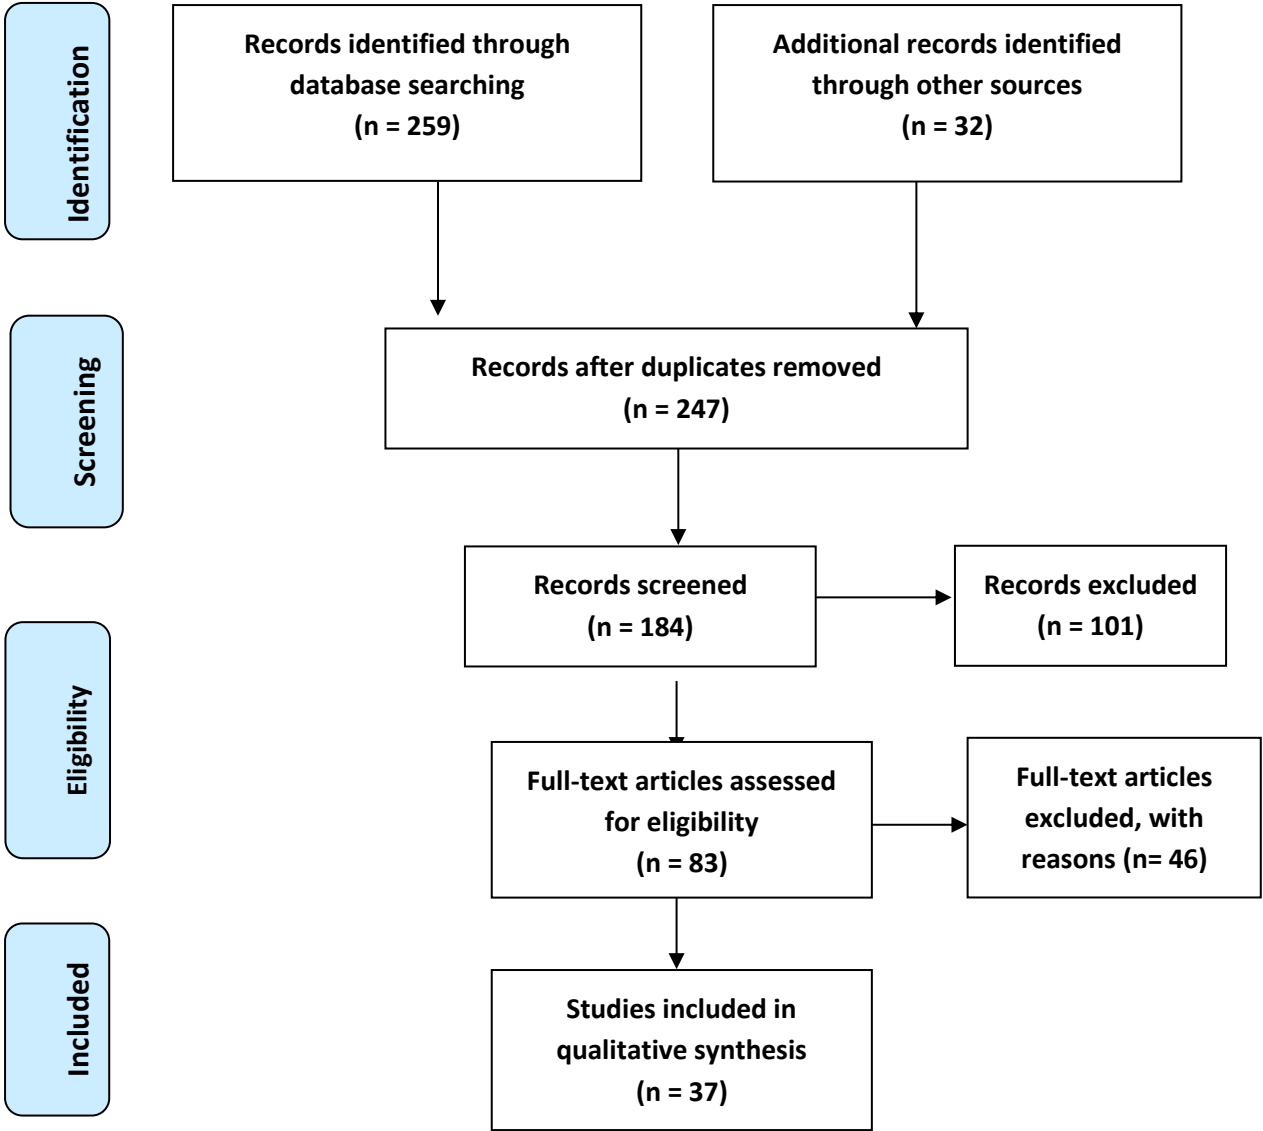 Identification
Records identified through
database searching
(n = 259)
Additional records identified
through other sources
(n = 32)
Screening
Records after duplicates removed
(n = 247)
Records screened
(n = 184)
Records excluded
(n = 101)
Eligibility
Full-text articles assessed
for eligibility
(n = 83)
Full-text articles
excluded, with
reasons (n= 46)
Included
Studies included in
qualitative synthesis
(n = 37)